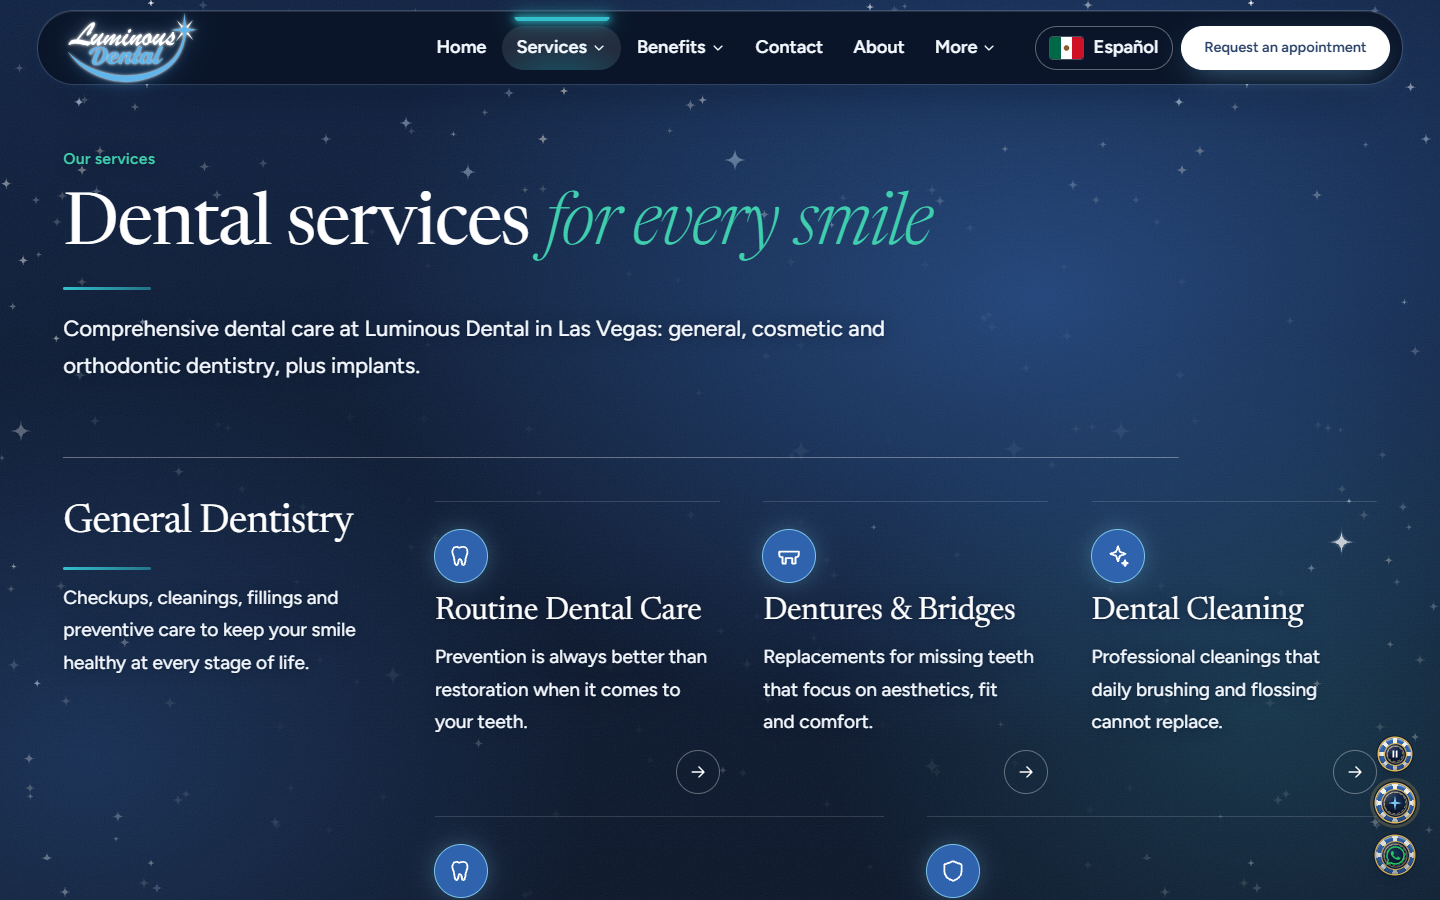 Luminous
Dental
Home
Services
Benefits
Contact
About
More
Español
Request an appointment
Our services
Dental services for every smile
Comprehensive dental care at Luminous Dental in Las Vegas: general, cosmetic and
orthodontic dentistry, plus implants.
General Dentistry
Checkups, cleanings, fillings and
preventive care to keep your smile
healthy at every stage of life.
Routine Dental Care
Prevention is always better than
restoration when it comes to
your teeth.
Dentures & Bridges
Replacements for missing teeth
that focus on aesthetics, fit
and comfort.
Dental Cleaning
Professional cleanings that
daily brushing and flossing
cannot replace.